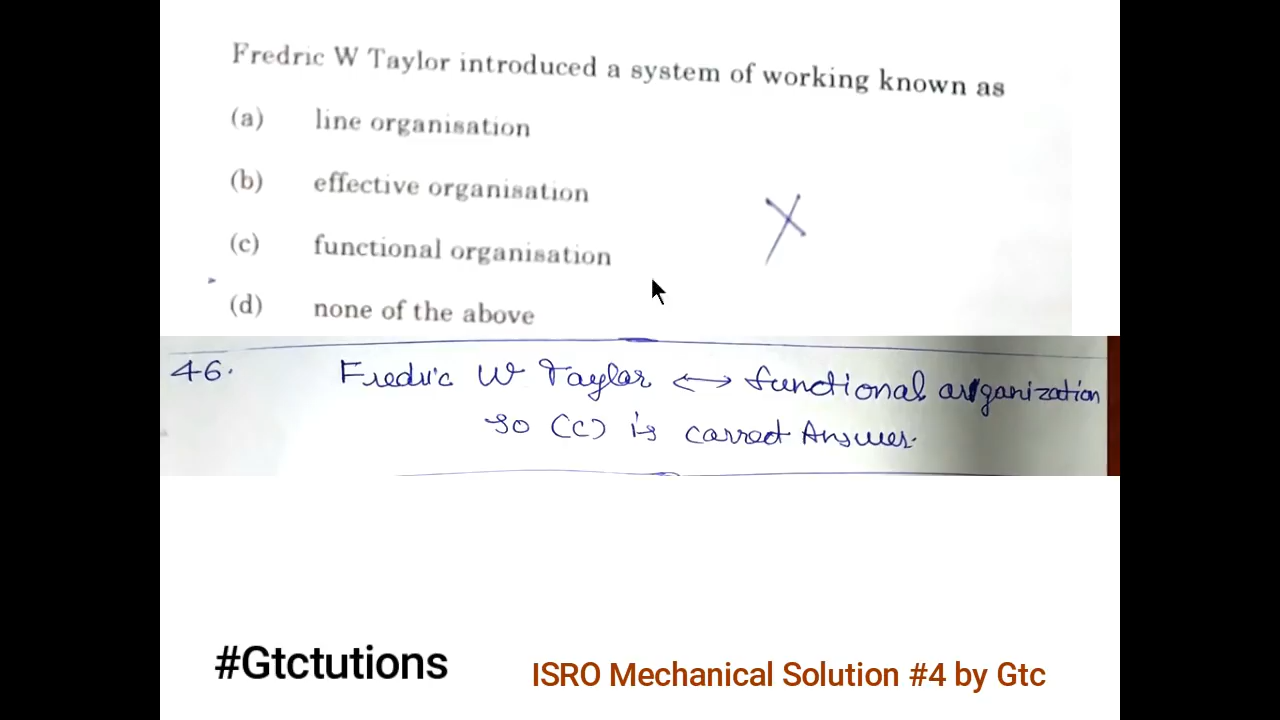 Fredric W Taylor introduced a system of working known as
(a) line organisation
(b) effective organisation
(c) functional organisation
(d) none of the above
46. Fredric W Taylor ↔ functional organization
so (c) is correct Answer.
#Gtctutions
ISRO Mechanical Solution #4 by Gtc